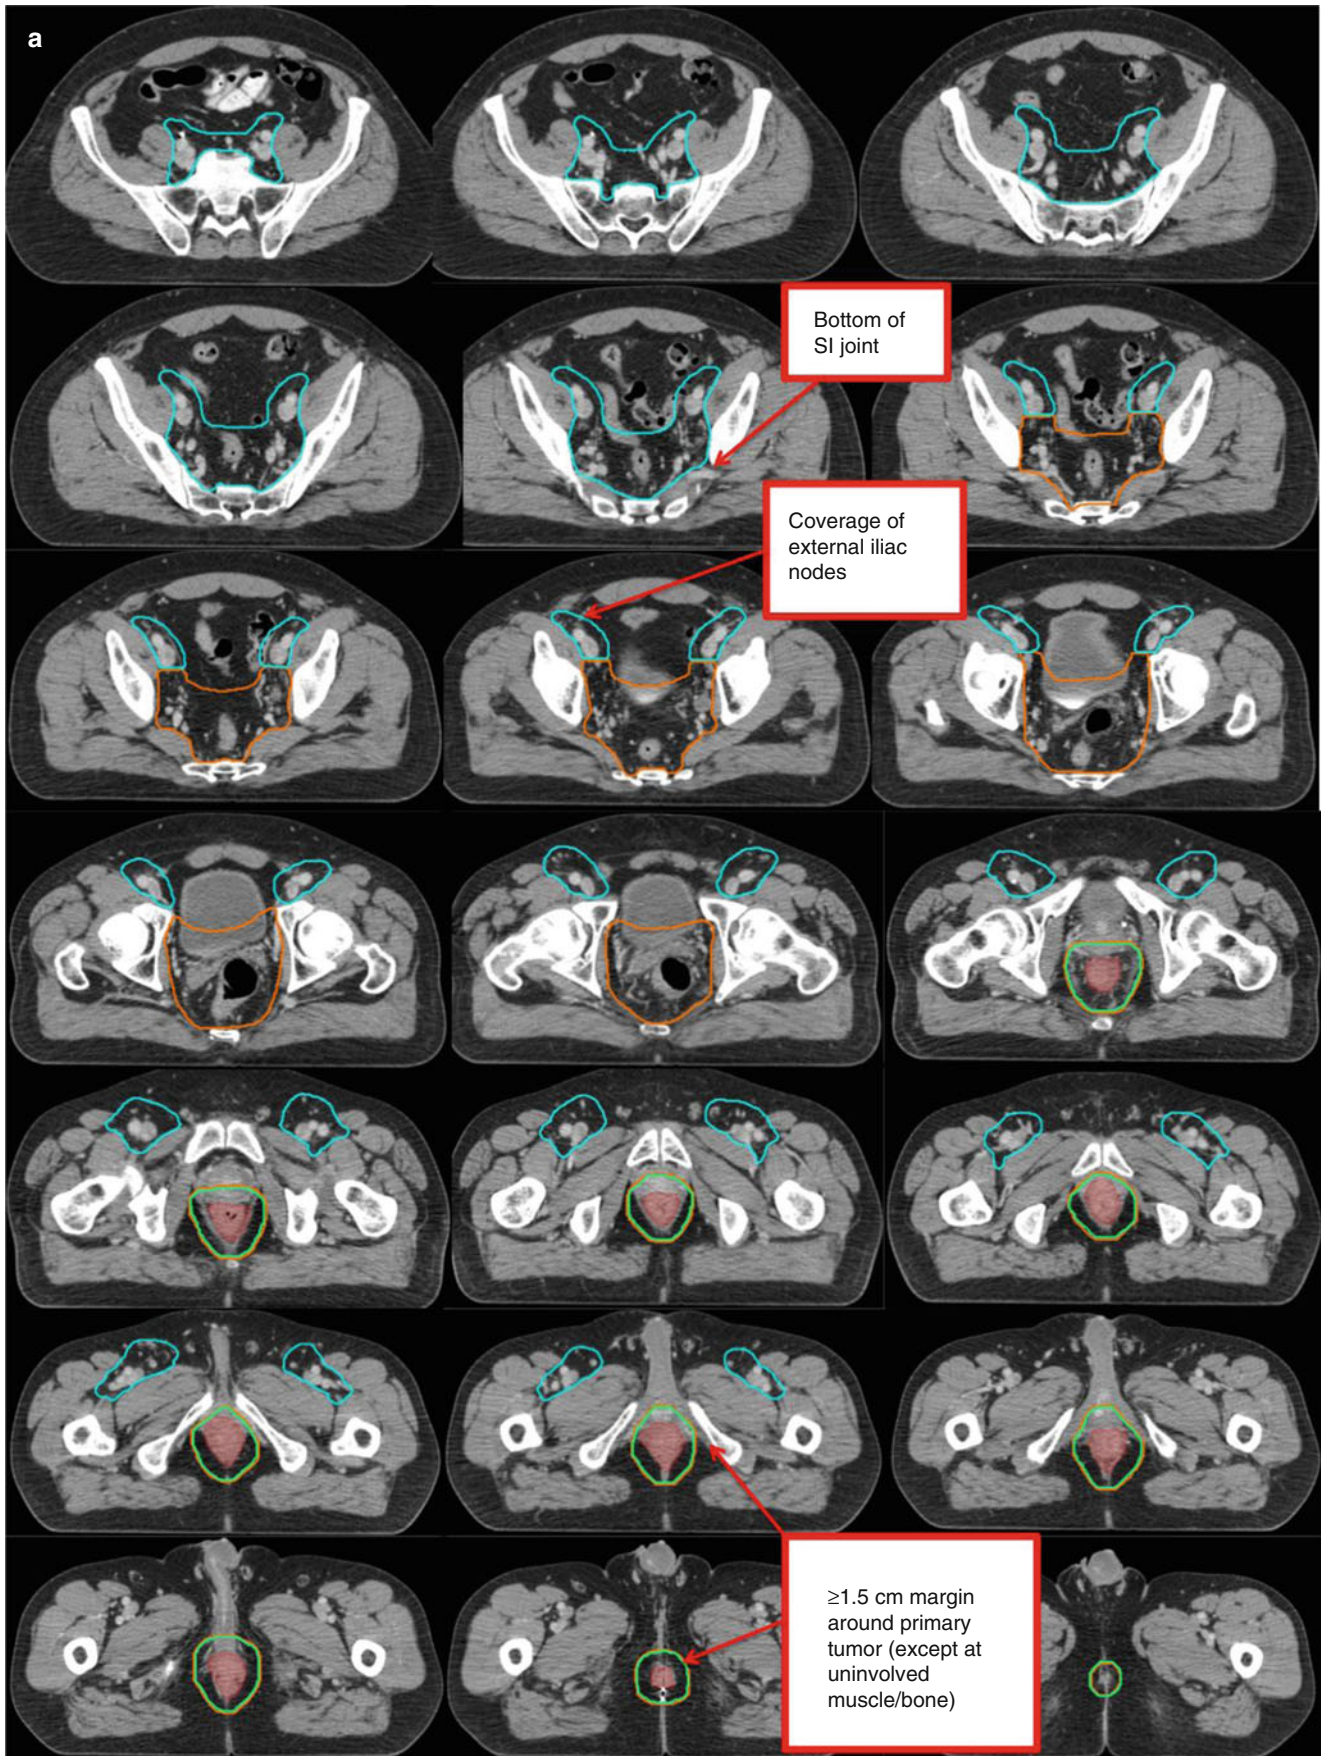 a
Bottom of
SI joint
Coverage of
external iliac
nodes
≥1.5 cm margin
around primary
tumor (except at
uninvolved
muscle/bone)